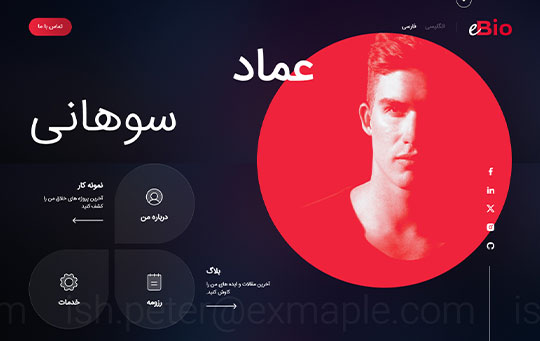 eBio
فارسی
انگلیسی
تماس با ما
عماد
سوهانی
نمونه کار
آخرین پروژه های خلاق من را
کشف کنید
درباره من
بلاگ
آخرین مقالات و ایده های من را
کاوش کنید.
رزومه
خدمات
ish.peter@exmaple.com